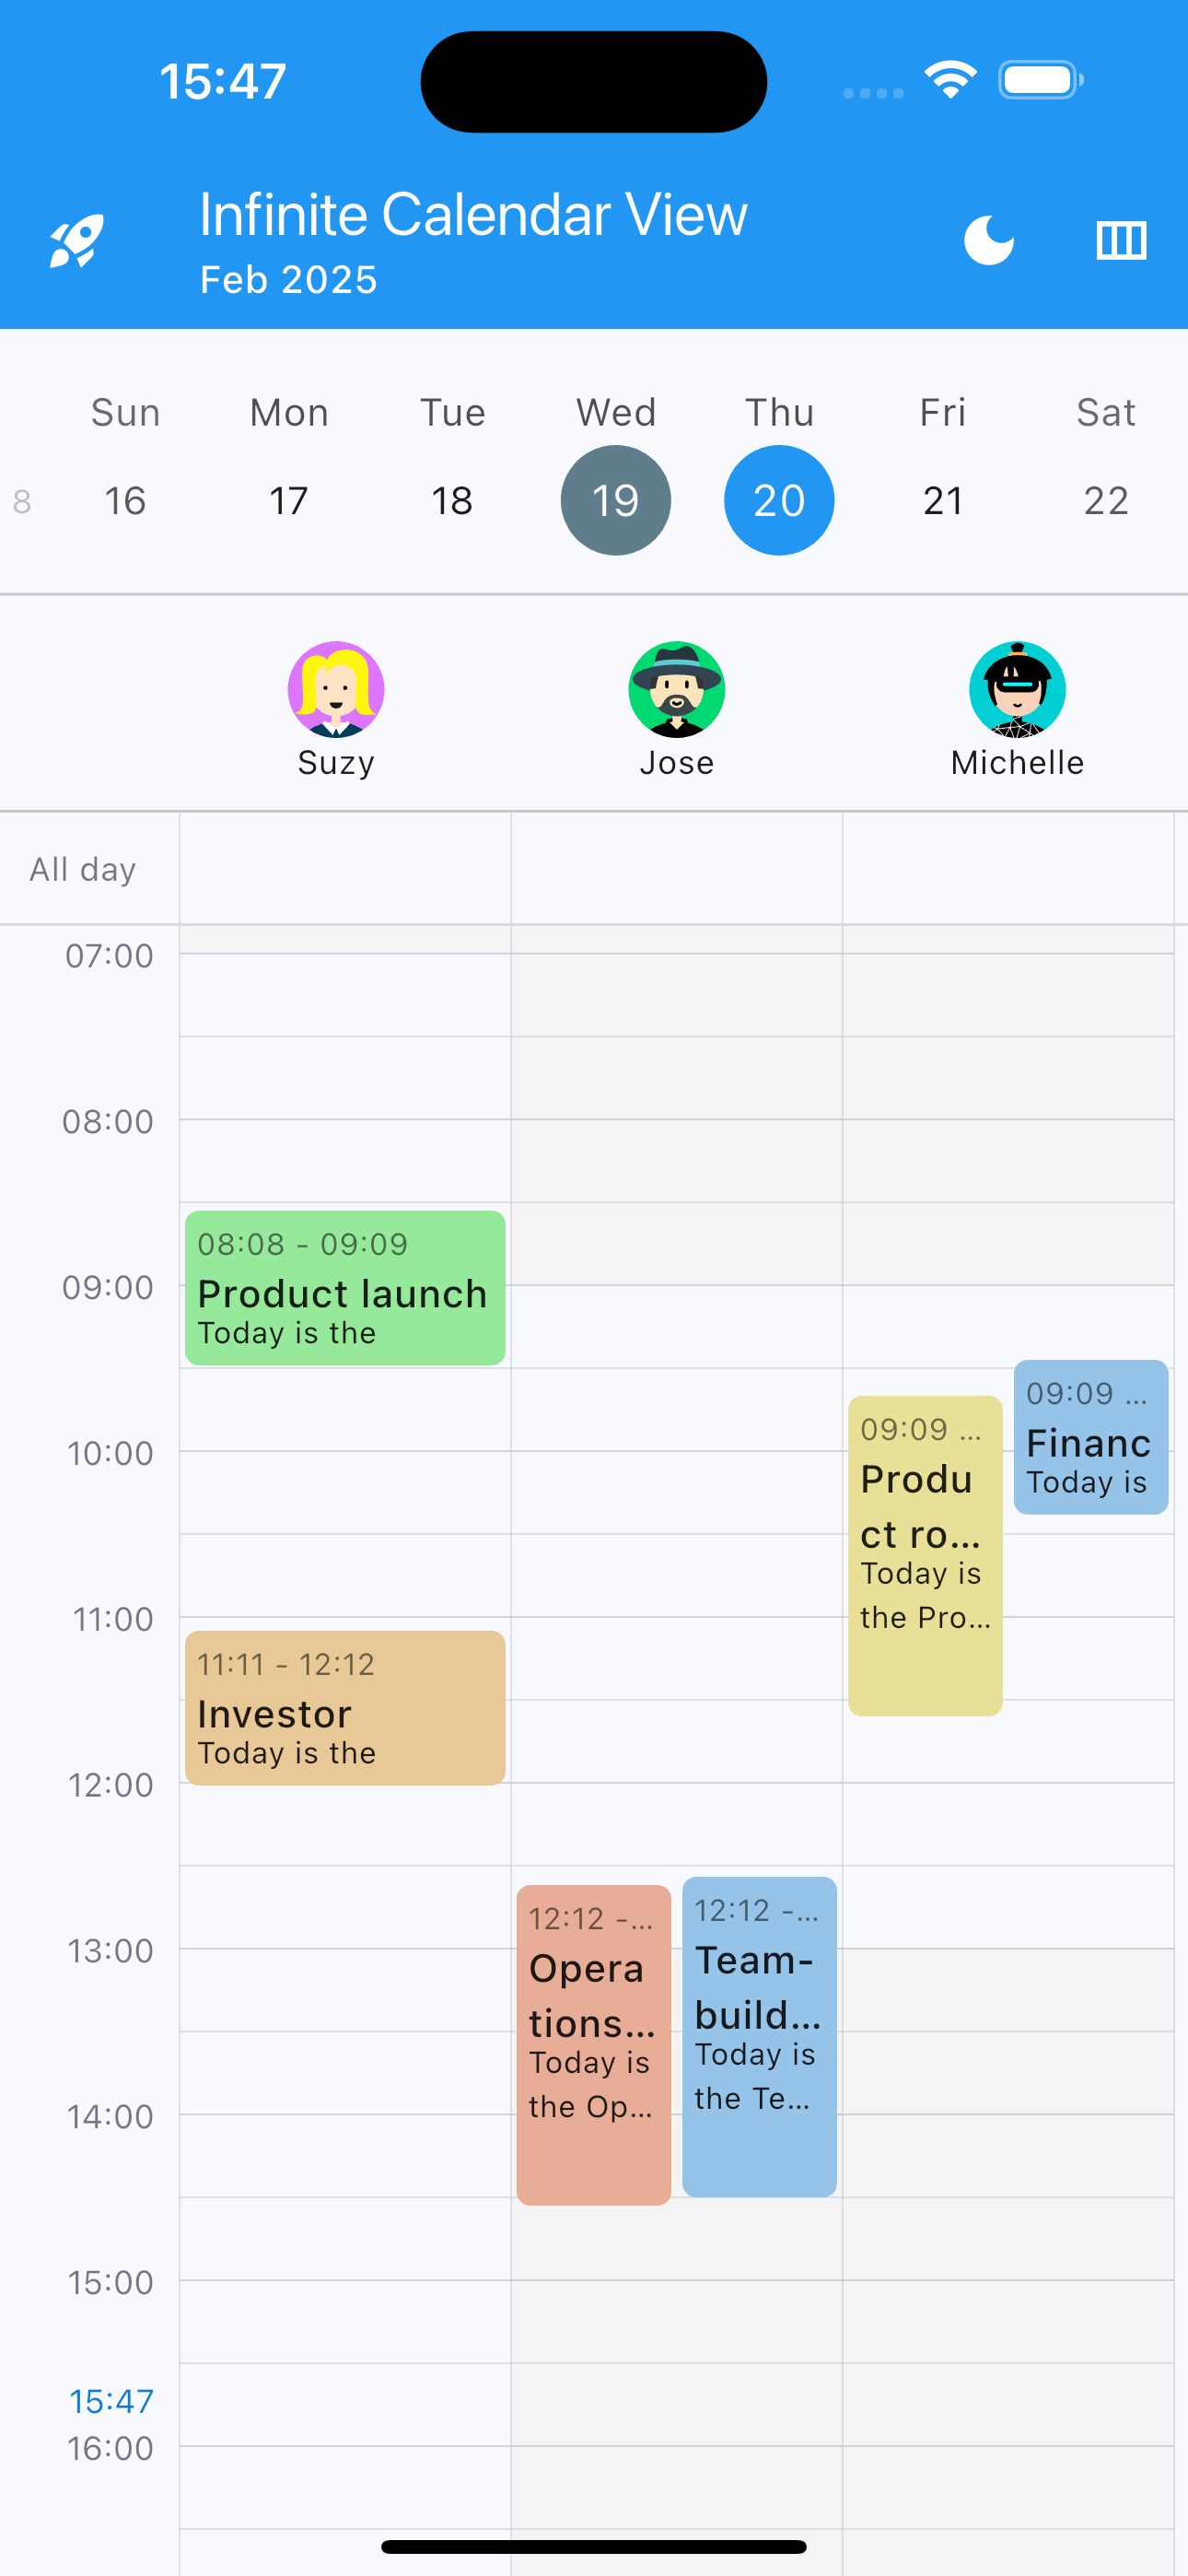 15:47
Infinite Calendar View
Feb 2025
Sun Mon Tue Wed Thu Fri Sat
8 16 17 18 19 20 21 22
Suzy Jose Michelle
All day
07:00
08:00
08:08 - 09:09
Product launch
Today is the
09:00
09:09 ...
Financ
Today is
09:09 ...
Produ
ct ro...
Today is
the Pro...
10:00
11:00
11:11 - 12:12
Investor
Today is the
12:00
12:12 -...
Opera
tions...
Today is
the Op...
12:12 -...
Team-
build...
Today is
the Te...
13:00
14:00
15:00
15:47
16:00